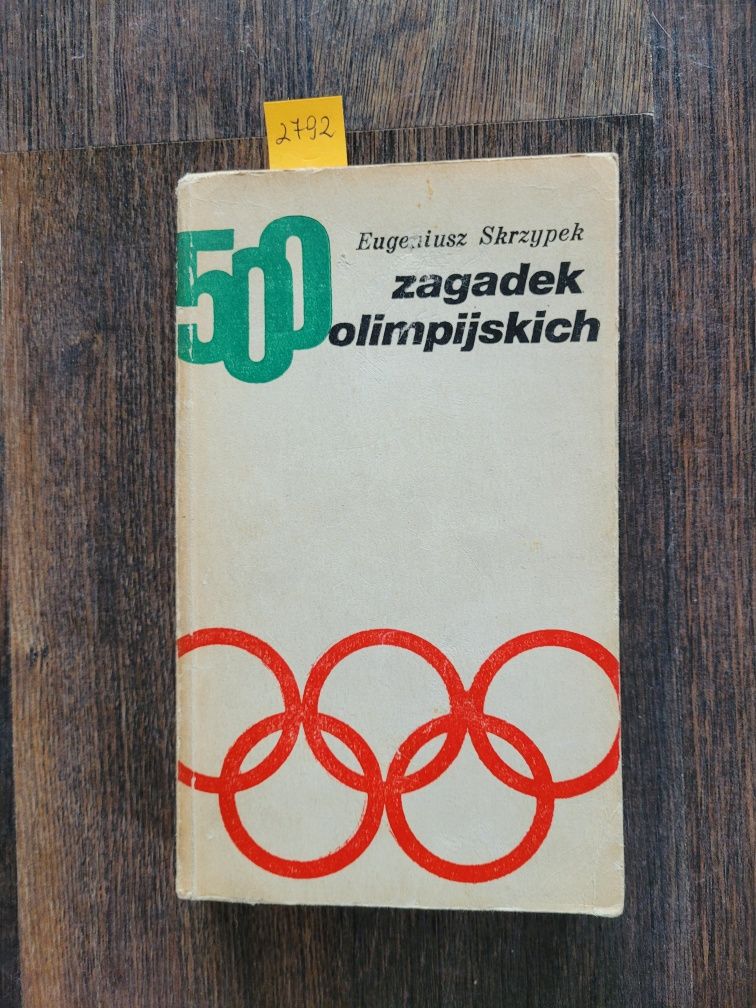 2792
500
Eugeniusz Skrzypek
zagadek
olimpijskich